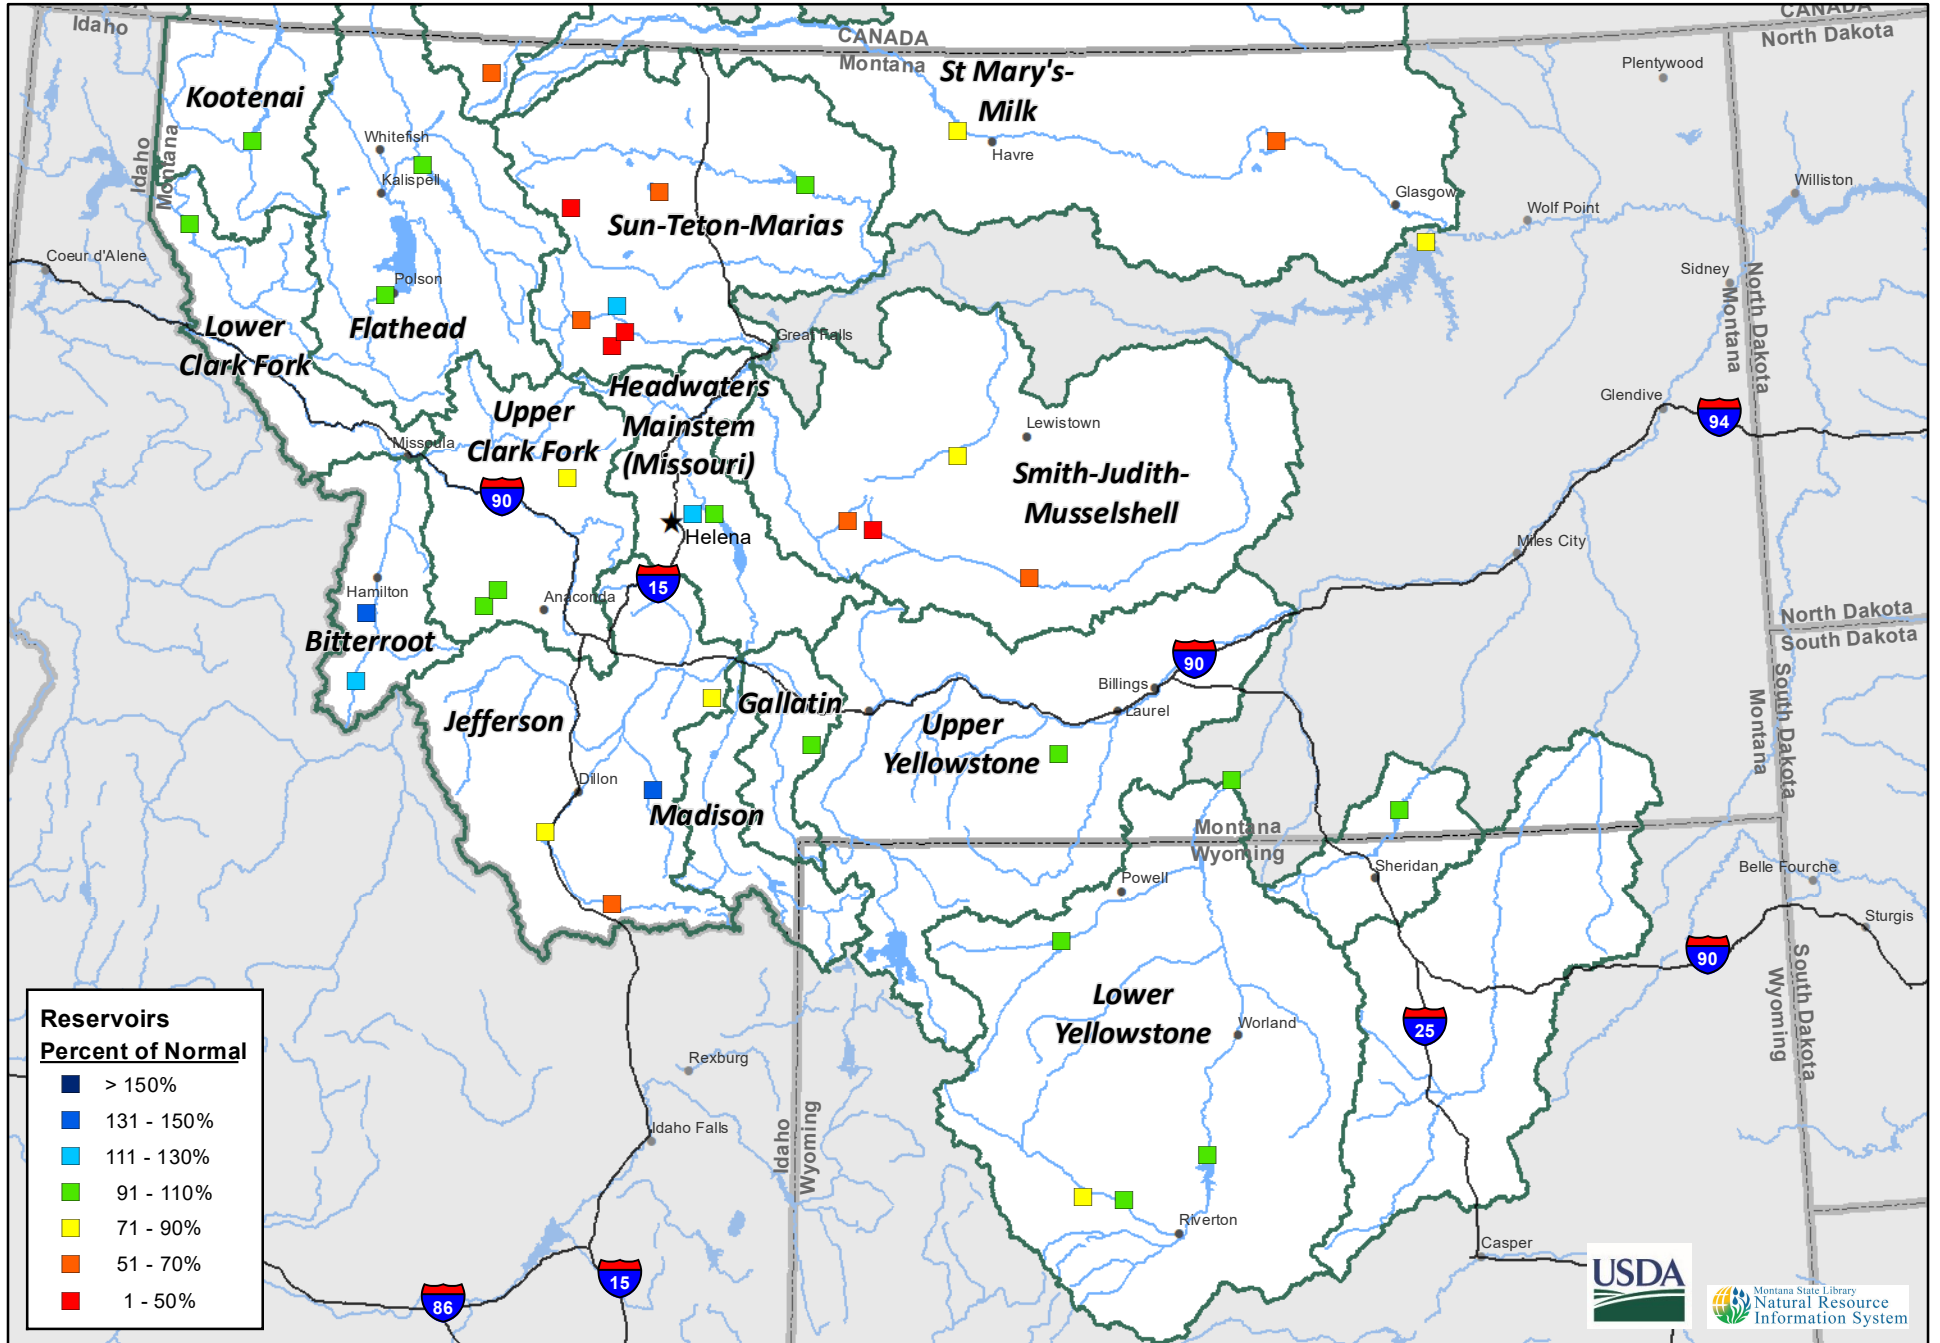 CANADA
Idaho
CANADA
Montana
CANADA
North Dakota
Kootenai
St Mary's-
Milk
Plentywood
Whitefish
Havre
Idaho
Montana
Kalispell
Glasgow
Williston
Wolf Point
Sun-Teton-Marias
Coeur d'Alene
Polson
Sidney
Montana
North Dakota
Lower
Clark Fork
Flathead
Great Falls
Headwaters
Mainstem
(Missouri)
Upper
Clark Fork
Missoula
Lewistown
Glendive
94
Smith-Judith-
Musselshell
90
Helena
Miles City
15
Hamilton
Anaconda
North Dakota
South Dakota
Bitterroot
90
Billings
Laurel
Jefferson
Gallatin
Upper
Yellowstone
Montana
South Dakota
Dillon
Madison
Montana
Wyoming
Powell
Sheridan
Belle Fourche
Sturgis
90
Lower
Yellowstone
Worland
25
Wyoming
South Dakota
Reservoirs
Percent of Normal
> 150%
131 - 150%
111 - 130%
91 - 110%
71 - 90%
51 - 70%
1 - 50%
Rexburg
Idaho Falls
Idaho
Wyoming
Riverton
Casper
86
15
USDA
Montana State Library
Natural Resource
Information System